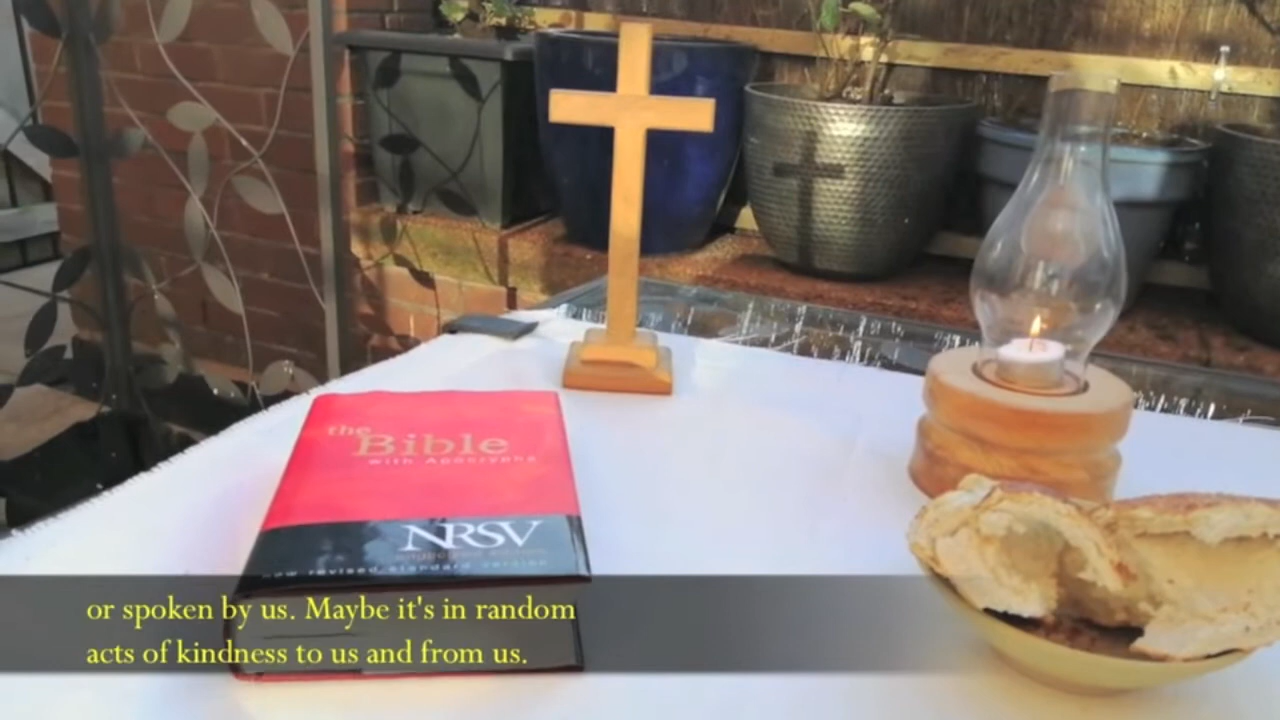 the
Bible
with Apocrypha
NRSV
new revised standard version
or spoken by us. Maybe it's in random
acts of kindness to us and from us.